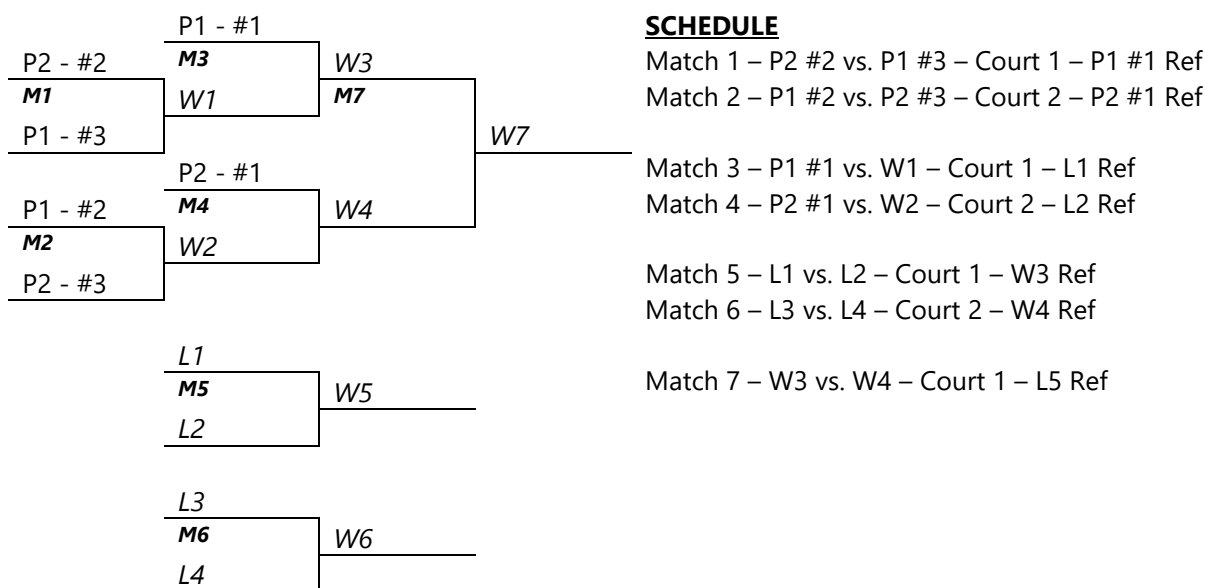 P1 - #1
P2 - #2
M3
W3
M1
W1
M7
P1 - #3
W7
P2 - #1
P1 - #2
M4
W4
M2
W2
P2 - #3
L1
M5
W5
L2
L3
M6
W6
L4
SCHEDULE
Match 1 – P2 #2 vs. P1 #3 – Court 1 – P1 #1 Ref
Match 2 – P1 #2 vs. P2 #3 – Court 2 – P2 #1 Ref
Match 3 – P1 #1 vs. W1 – Court 1 – L1 Ref
Match 4 – P2 #1 vs. W2 – Court 2 – L2 Ref
Match 5 – L1 vs. L2 – Court 1 – W3 Ref
Match 6 – L3 vs. L4 – Court 2 – W4 Ref
Match 7 – W3 vs. W4 – Court 1 – L5 Ref